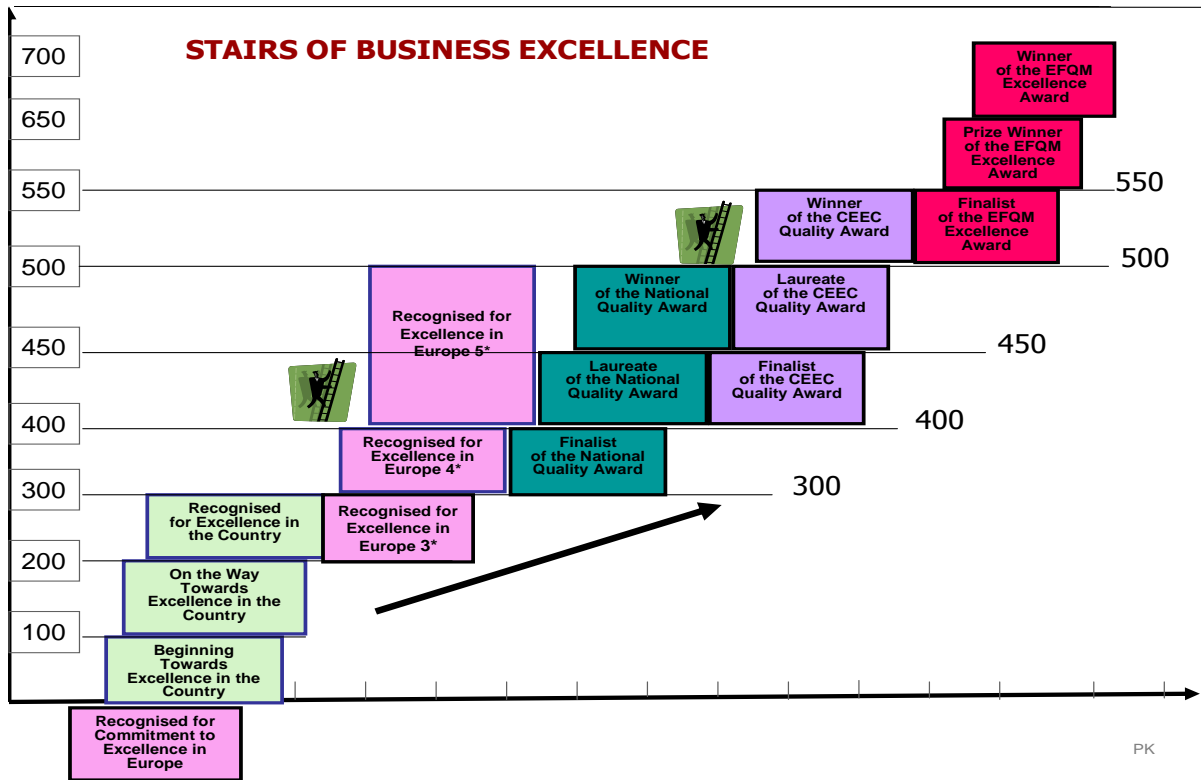 STAIRS OF BUSINESS EXCELLENCE
700
Winner
of the EFQM
Excellence
Award
650
Prize Winner
of the EFQM
Excellence
Award
550
550
Winner
of the CEEC
Quality Award
Finalist
of the EFQM
Excellence
Award
500
500
Recognised for
Excellence in
Europe 5*
Winner
of the National
Quality Award
Laureate
of the CEEC
Quality Award
450
450
Laureate
of the National
Quality Award
Finalist
of the CEEC
Quality Award
400
400
Recognised for
Excellence in
Europe 4*
Finalist
of the National
Quality Award
300
300
Recognised
for Excellence in
the Country
Recognised for
Excellence in
Europe 3*
200
On the Way
Towards
Excellence in the
Country
100
Beginning
Towards
Excellence in the
Country
Recognised for
Commitment to
Excellence in
Europe
PK